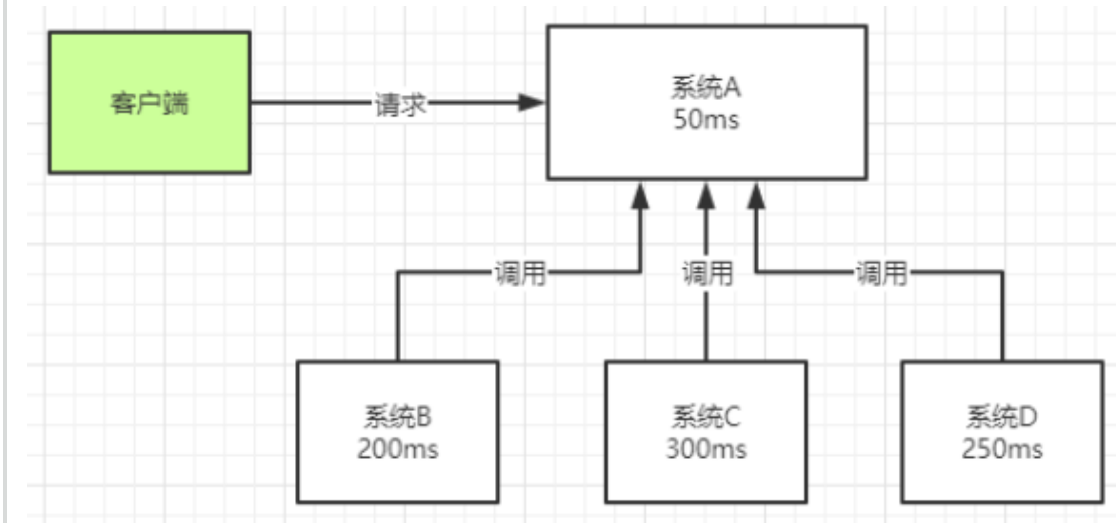 客户端
请求
系统A
50ms
调用
调用
调用
系统B
200ms
系统C
300ms
系统D
250ms